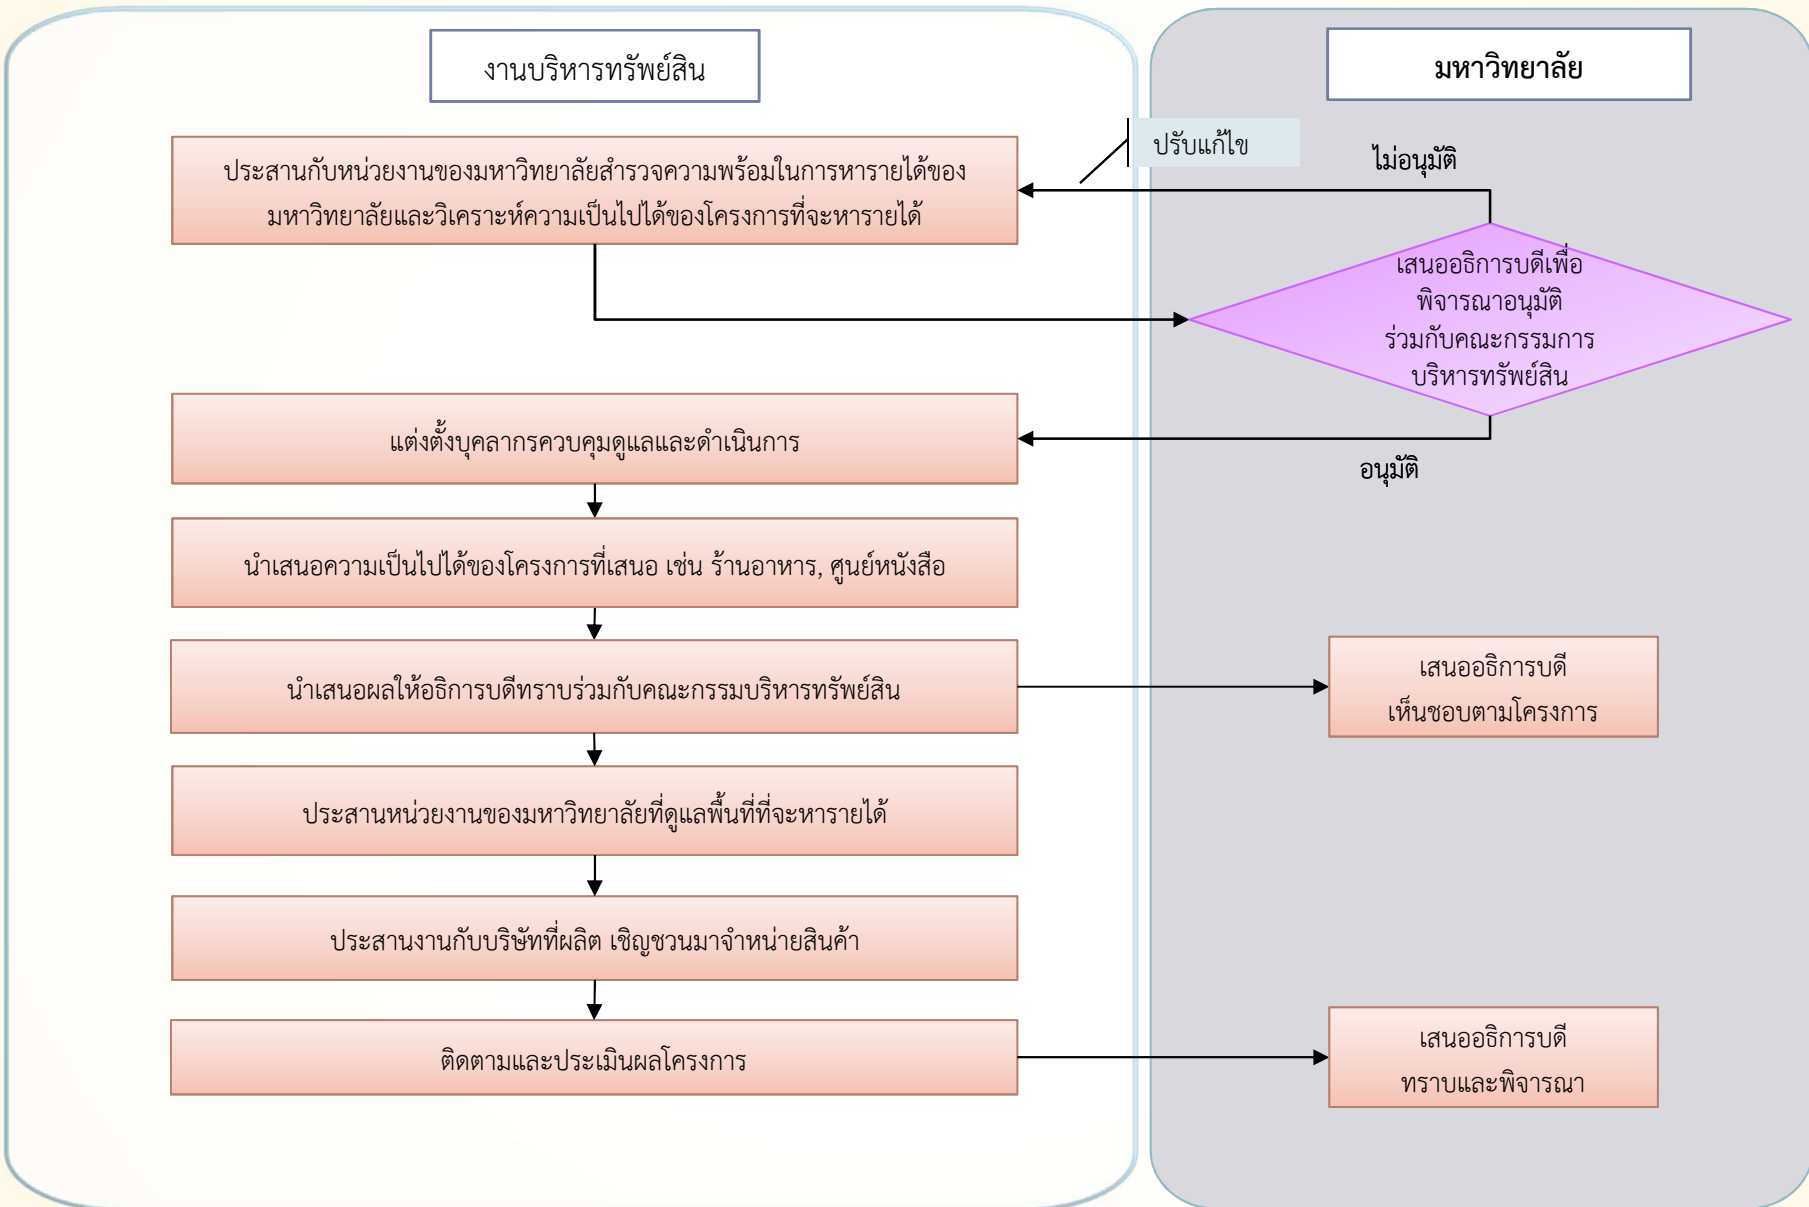 งานบริหารทรัพย์สิน
มหาวิทยาลัย
ปรับแก้ไข
ไม่อนุมัติ
ประสานกับหน่วยงานของมหาวิทยาลัยสำรวจความพร้อมในการหารายได้ของ
มหาวิทยาลัยและวิเคราะห์ความเป็นไปได้ของโครงการที่จะหารายได้
เสนออธิการบดีเพื่อ
พิจารณาอนุมัติ
ร่วมกับคณะกรรมการ
บริหารทรัพย์สิน
แต่งตั้งบุคลากรควบคุมดูแลและดำเนินการ
อนุมัติ
นำเสนอความเป็นไปได้ของโครงการที่เสนอ เช่น ร้านอาหาร, ศูนย์หนังสือ
นำเสนอผลให้อธิการบดีทราบร่วมกับคณะกรรมบริหารทรัพย์สิน
เสนออธิการบดี
เห็นชอบตามโครงการ
ประสานหน่วยงานของมหาวิทยาลัยที่ดูแลพื้นที่ที่จะหารายได้
ประสานงานกับบริษัทที่ผลิต เชิญชวนมาจำหน่ายสินค้า
ติดตามและประเมินผลโครงการ
เสนออธิการบดี
ทราบและพิจารณา